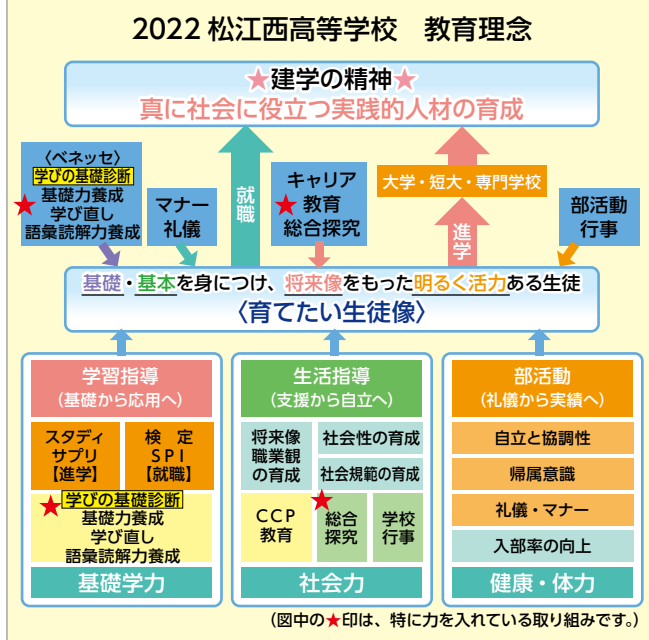 2022 松江西高等学校　教育理念
★建学の精神★
真に社会に役立つ実践的人材の育成
〈ベネッセ〉
学びの基礎診断
★基礎力養成
学び直し
語彙読解力養成
マナー
礼儀
就職
キャリア
★教育
総合探究
大学・短大・専門学校
進学
部活動
行事
基礎・基本を身につけ、将来像をもった明るく活力ある生徒
〈育てたい生徒像〉
学習指導
(基礎から応用へ)
スタディ
サプリ
【進学】
検　定
ＳＰＩ
【就職】
★学びの基礎診断
基礎力養成
学び直し
語彙読解力養成
基礎学力
生活指導
(支援から自立へ)
将来像
職業観
の育成
社会性の育成
社会規範の育成
ＣＣＰ
教育
★総合
探究
学校
行事
社会力
部活動
(礼儀から実績へ)
自立と協調性
帰属意識
礼儀・マナー
入部率の向上
健康・体力
(図中の★印は、特に力を入れている取り組みです。)